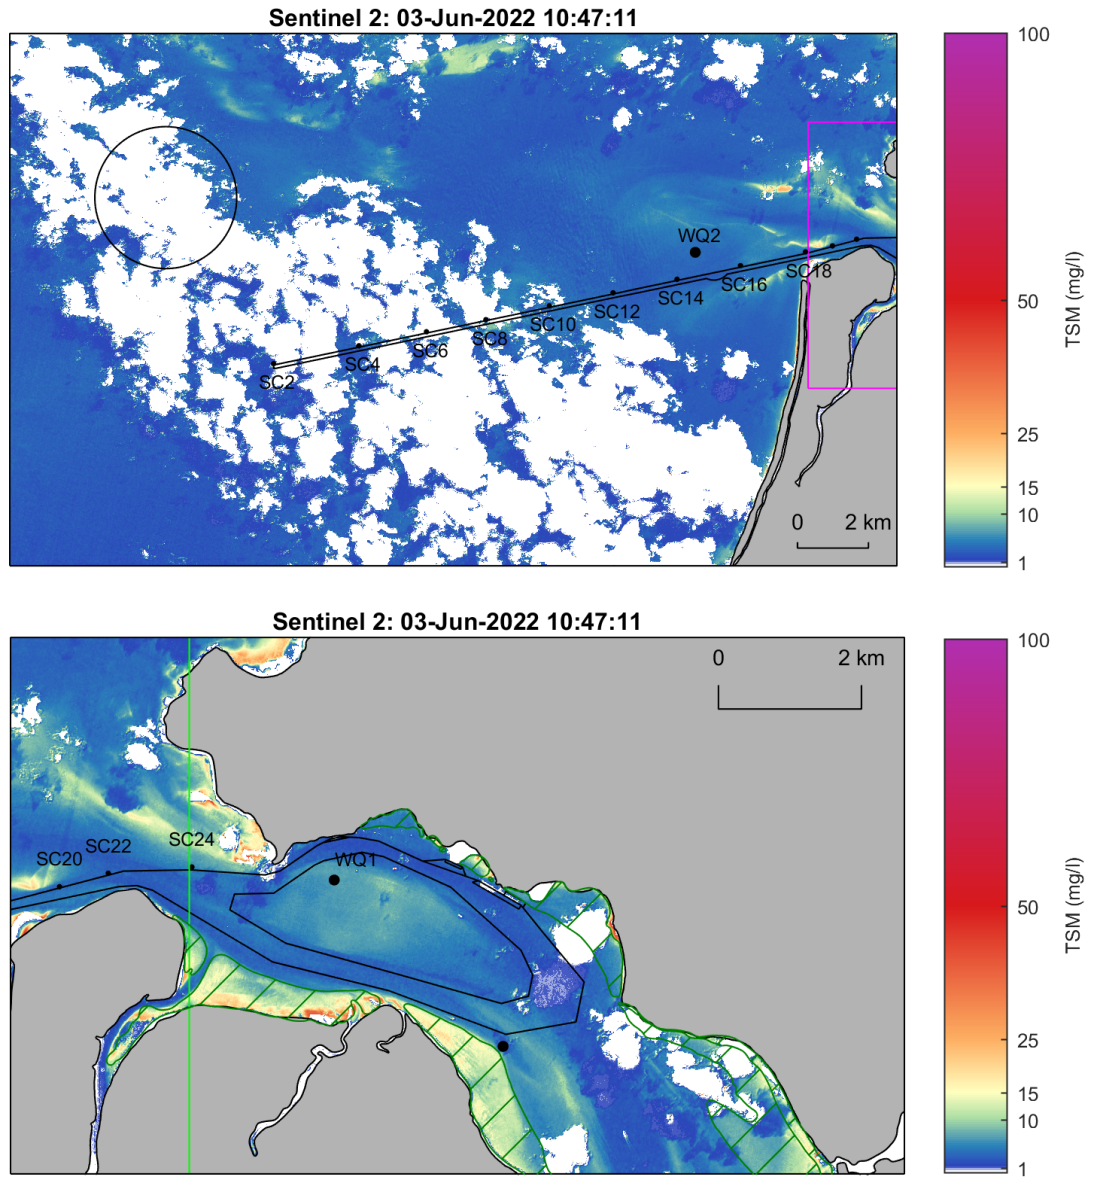 Sentinel 2: 03-Jun-2022 10:47:11
100
WQ2
SC18
SC16
SC14
SC12
SC10
SC8
SC6
SC4
SC2
50
TSM (mg/l)
25
15
10
1
0 2 km
Sentinel 2: 03-Jun-2022 10:47:11
0 2 km
100
SC24
SC22
SC20
WQ1
50
TSM (mg/l)
25
15
10
1